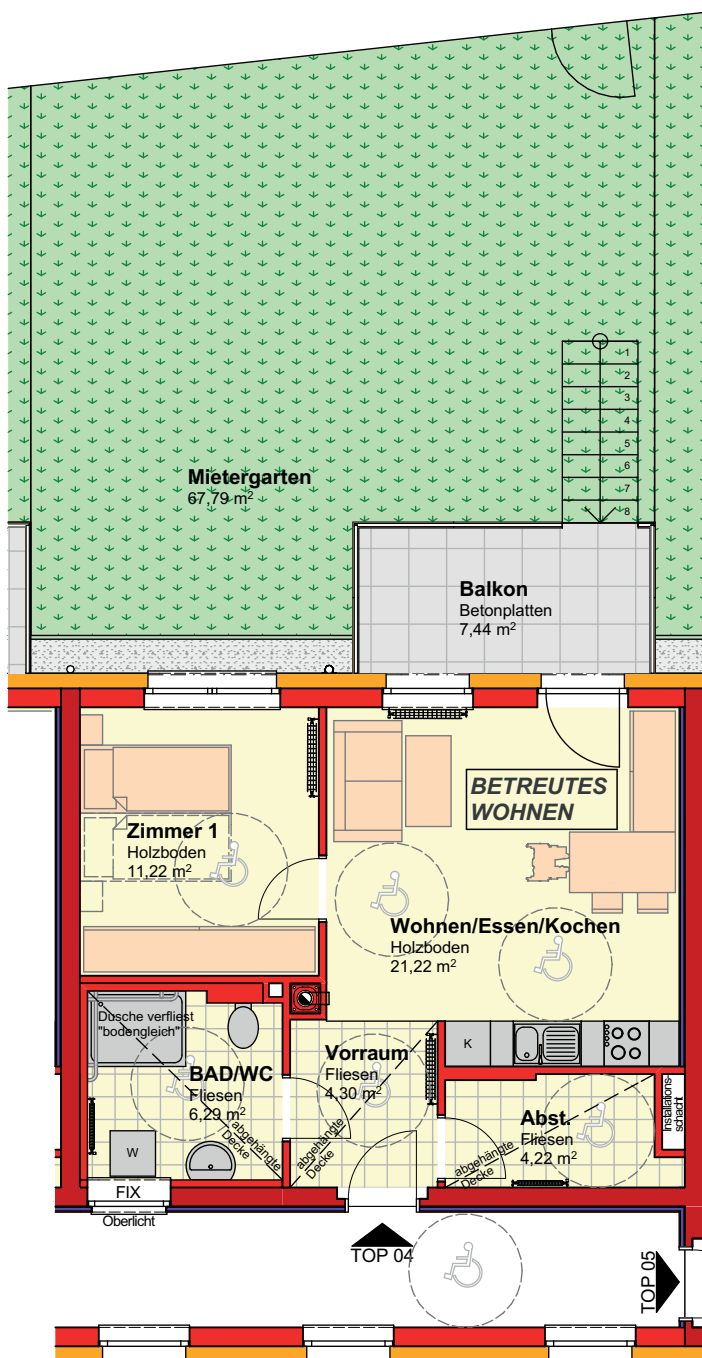 1
2
3
4
5
6
7
8
Mietergarten
67,79 m²
Balkon
Betonplatten
7,44 m²
BETREUTES
WOHNEN
Zimmer 1
Holzboden
11,22 m²
Wohnen/Essen/Kochen
Holzboden
21,22 m²
Dusche verfliest
"bodengleich"
K
Vorraum
Fliesen
4,30 m²
BAD/WC
Fliesen
6,29 m²
abgehängte
Decke
W
abgehängte
Decke
Abst.
Fliesen
4,22 m²
abgehängte
Decke
Installations-
schacht
FIX
Oberlicht
TOP 04
TOP 05